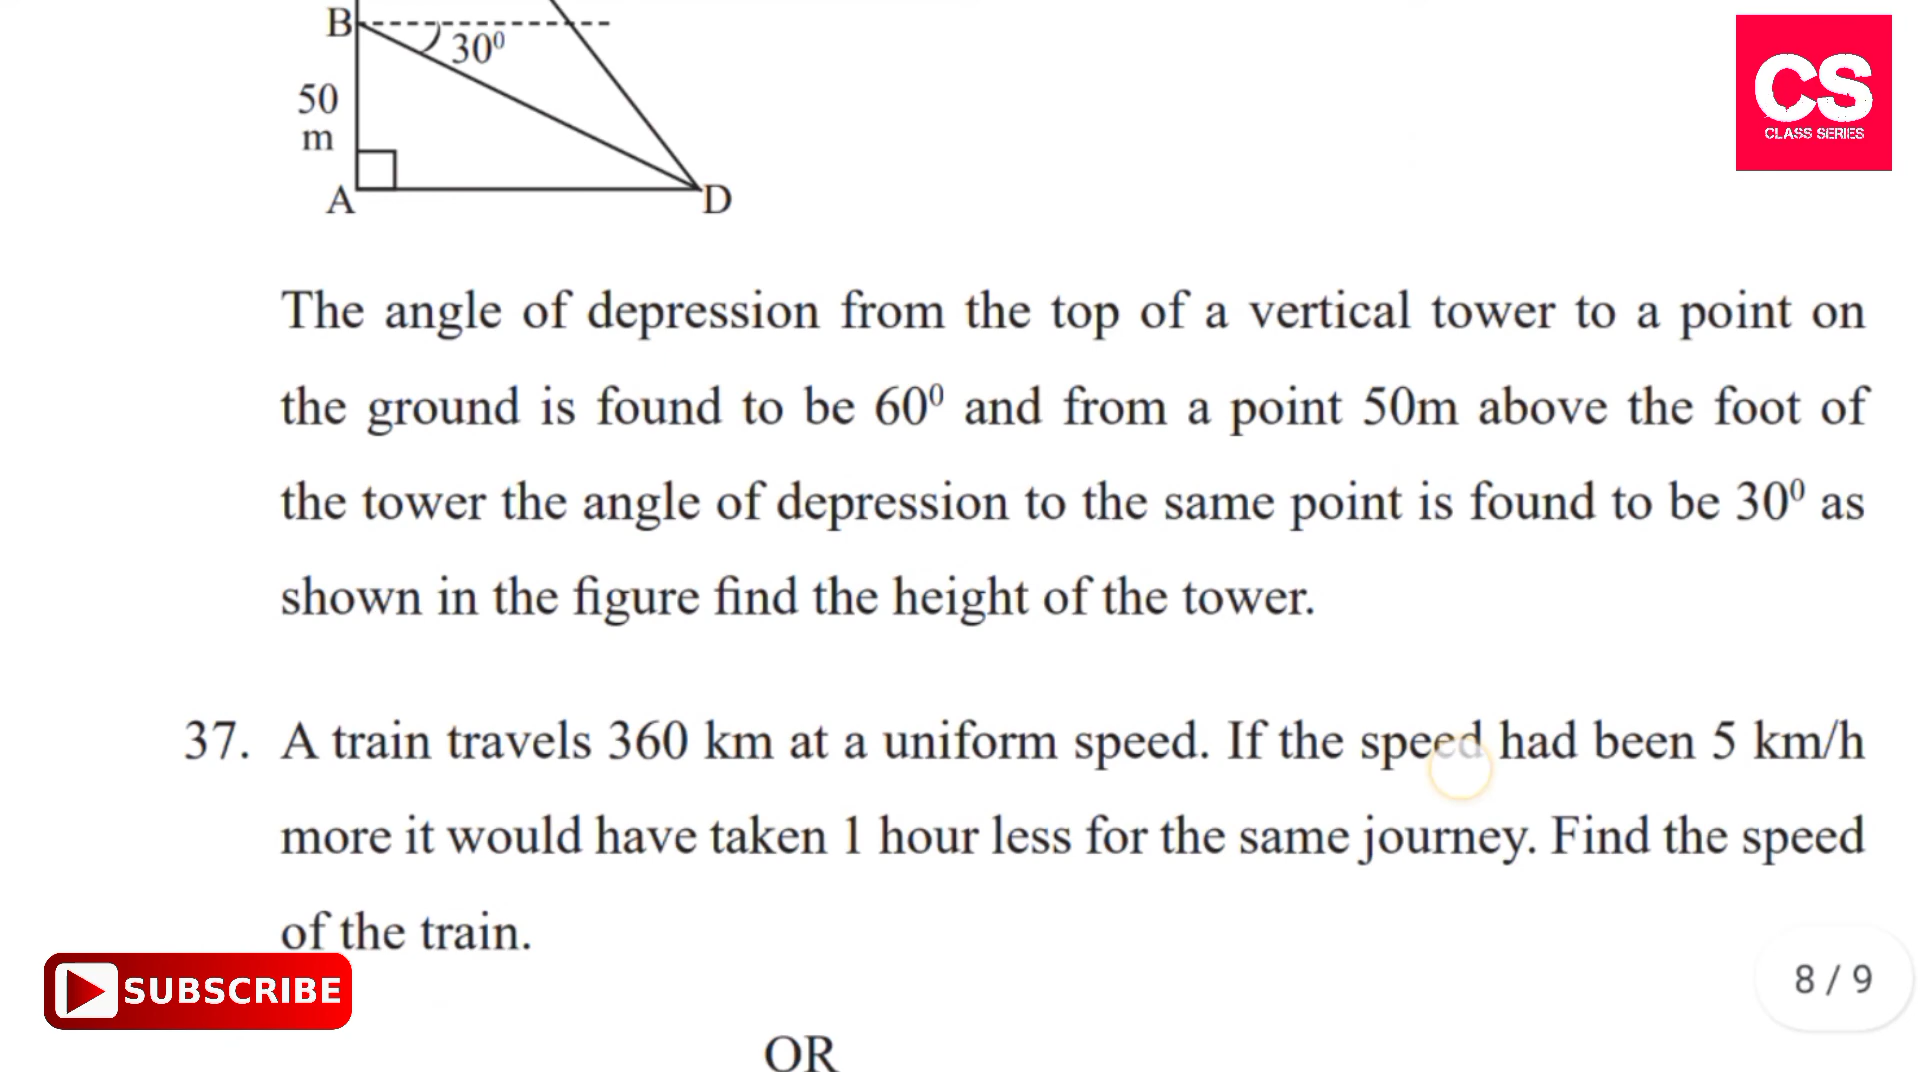 B
30⁰
50
m
A
D
CS
CLASS SERIES
The angle of depression from the top of a vertical tower to a point on
the ground is found to be 60⁰ and from a point 50m above the foot of
the tower the angle of depression to the same point is found to be 30⁰ as
shown in the figure find the height of the tower.
37. A train travels 360 km at a uniform speed. If the speed had been 5 km/h
more it would have taken 1 hour less for the same journey. Find the speed
of the train.
SUBSCRIBE
8 / 9
OR